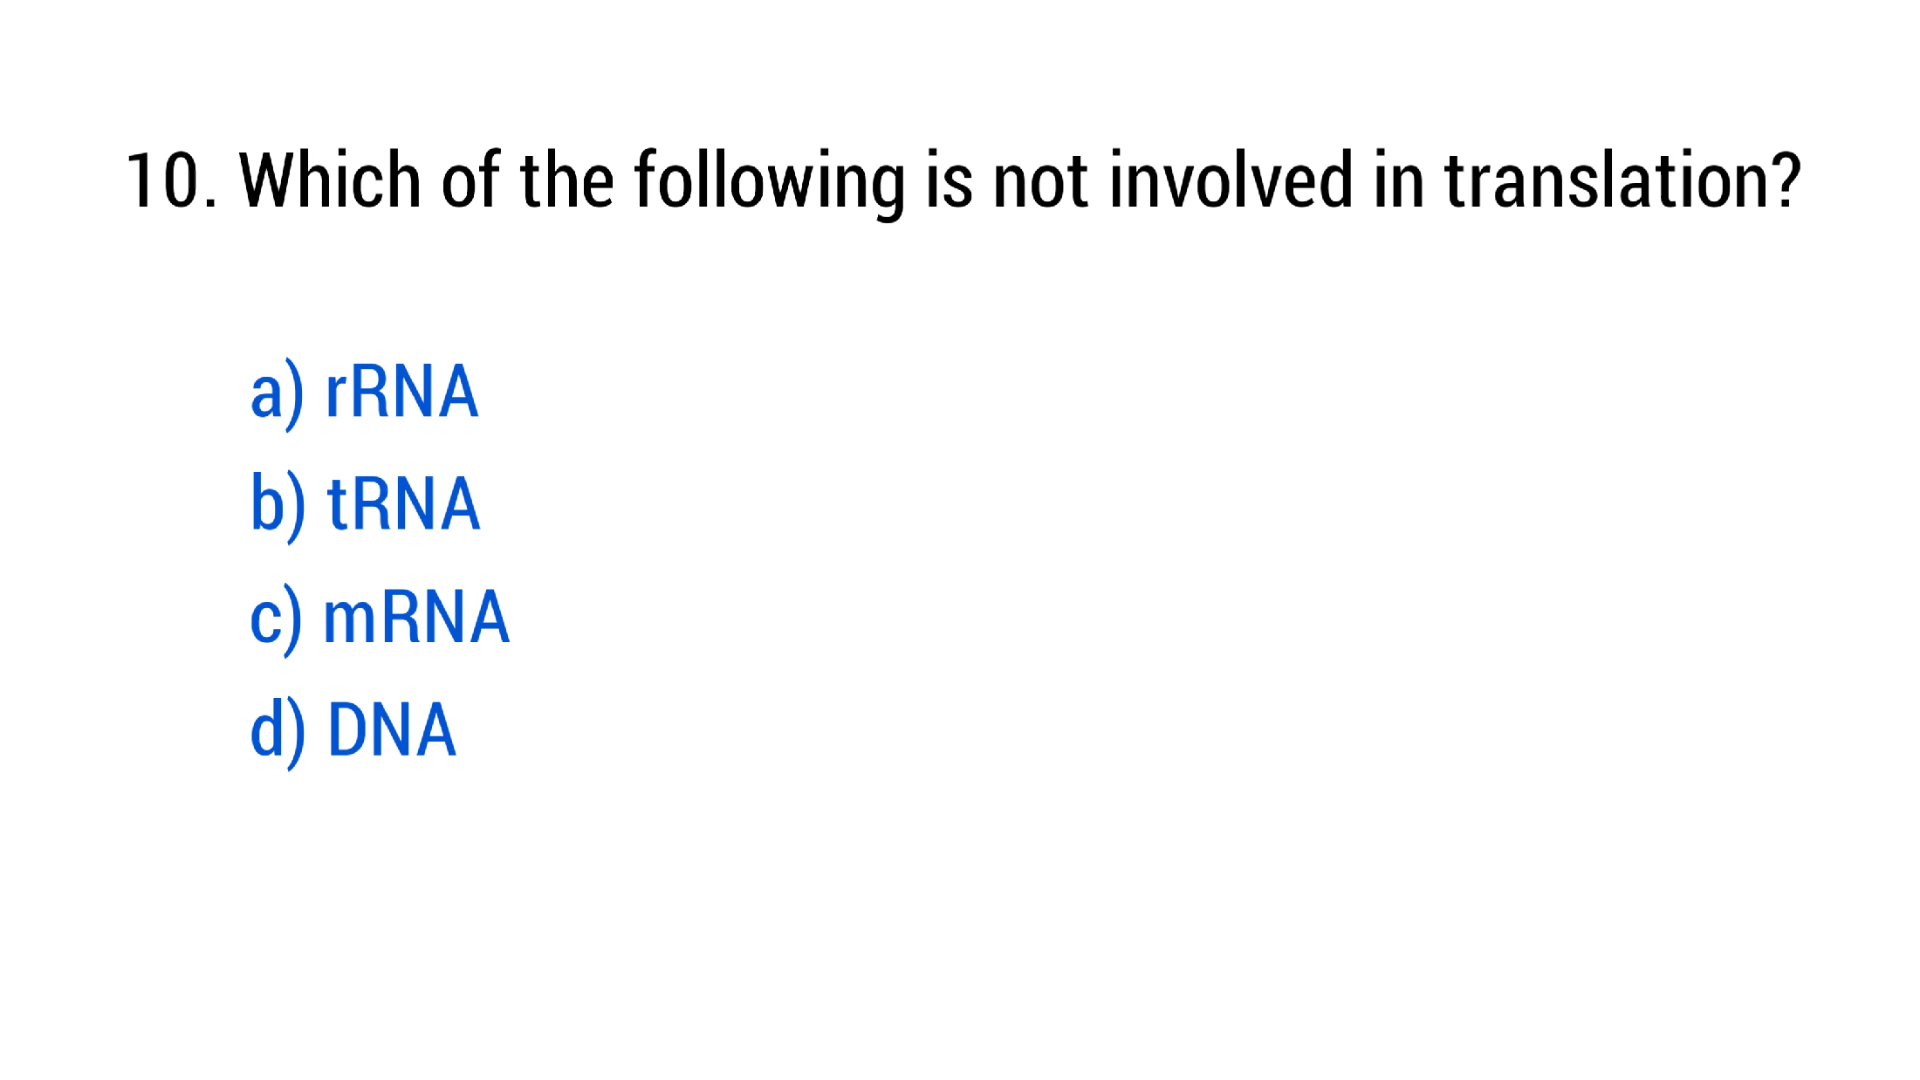 10. Which of the following is not involved in translation?
a) rRNA
b) tRNA
c) mRNA
d) DNA